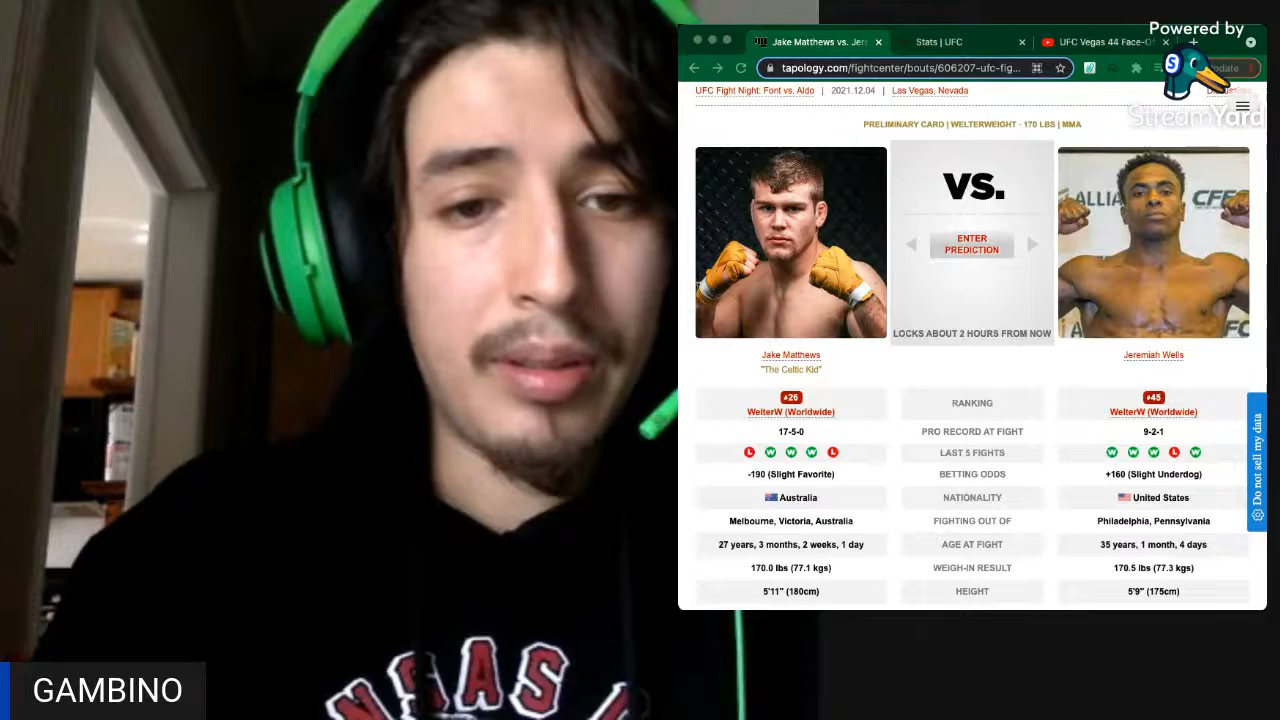 Powered by
StreamYard
Jake Matthews vs. Jer
Stats | UFC
UFC Vegas 44 Face-Of
tapology.com/fightcenter/bouts/606207-ufc-fig...
UFC Fight Night: Font vs. Aldo | 2021.12.04 | Las Vegas, Nevada
PRELIMINARY CARD | WELTERWEIGHT · 170 LBS | MMA
ALLIA
CFFC
VS.
ENTER
PREDICTION
LOCKS ABOUT 2 HOURS FROM NOW
Jake Matthews
Jeremiah Wells
"The Celtic Kid"
#26 RANKING #45
WelterW (Worldwide) WelterW (Worldwide)
17-5-0 PRO RECORD AT FIGHT 9-2-1
L W W W L LAST 5 FIGHTS W W W L W
-190 (Slight Favorite) BETTING ODDS +160 (Slight Underdog)
Australia NATIONALITY United States
Melbourne, Victoria, Australia FIGHTING OUT OF Philadelphia, Pennsylvania
27 years, 3 months, 2 weeks, 1 day AGE AT FIGHT 35 years, 1 month, 4 days
170.0 lbs (77.1 kgs) WEIGH-IN RESULT 170.5 lbs (77.3 kgs)
5'11" (180cm) HEIGHT 5'9" (175cm)
Do not sell my data
NSAS
GAMBINO